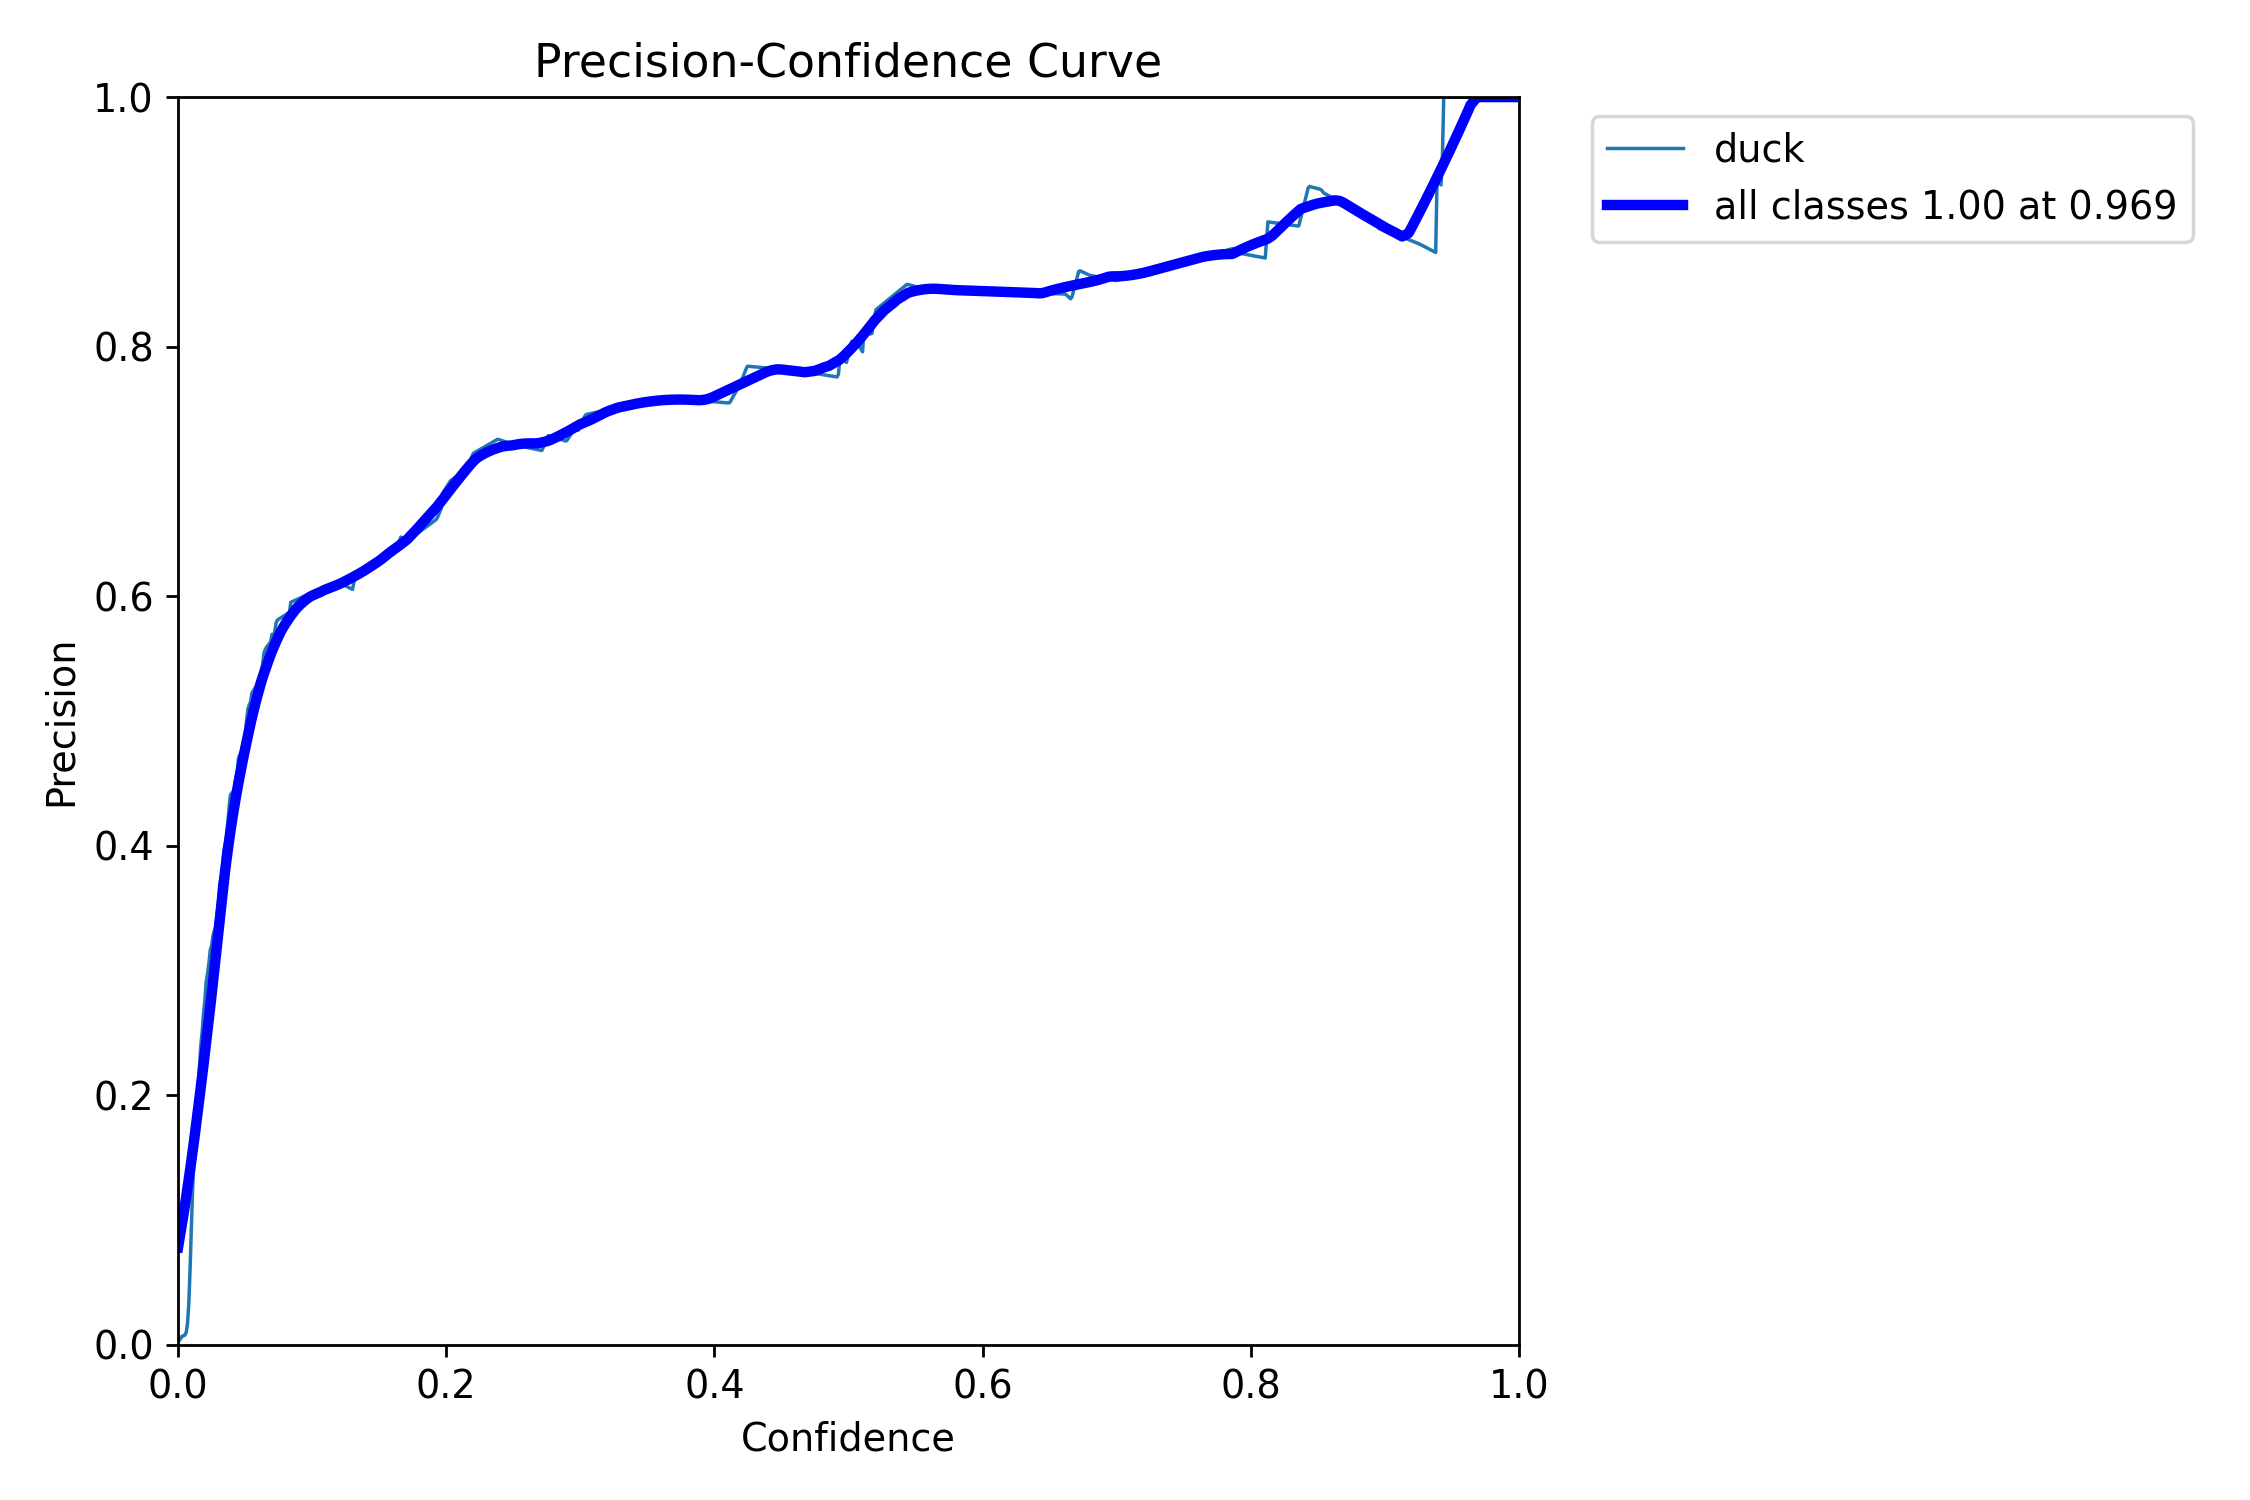 Precision-Confidence Curve
1.0
0.8
0.6
0.4
0.2
0.0
Precision
0.0 0.2 0.4 0.6 0.8 1.0
Confidence
duck
all classes 1.00 at 0.969